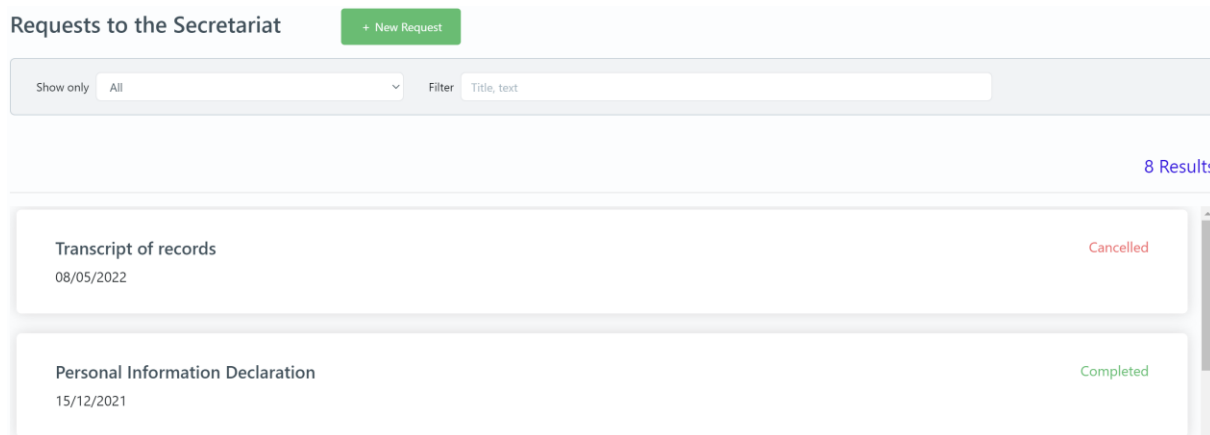 Requests to the Secretariat
+ New Request
Show only All Filter Title, text
8 Results
Transcript of records Cancelled
08/05/2022
Personal Information Declaration Completed
15/12/2021